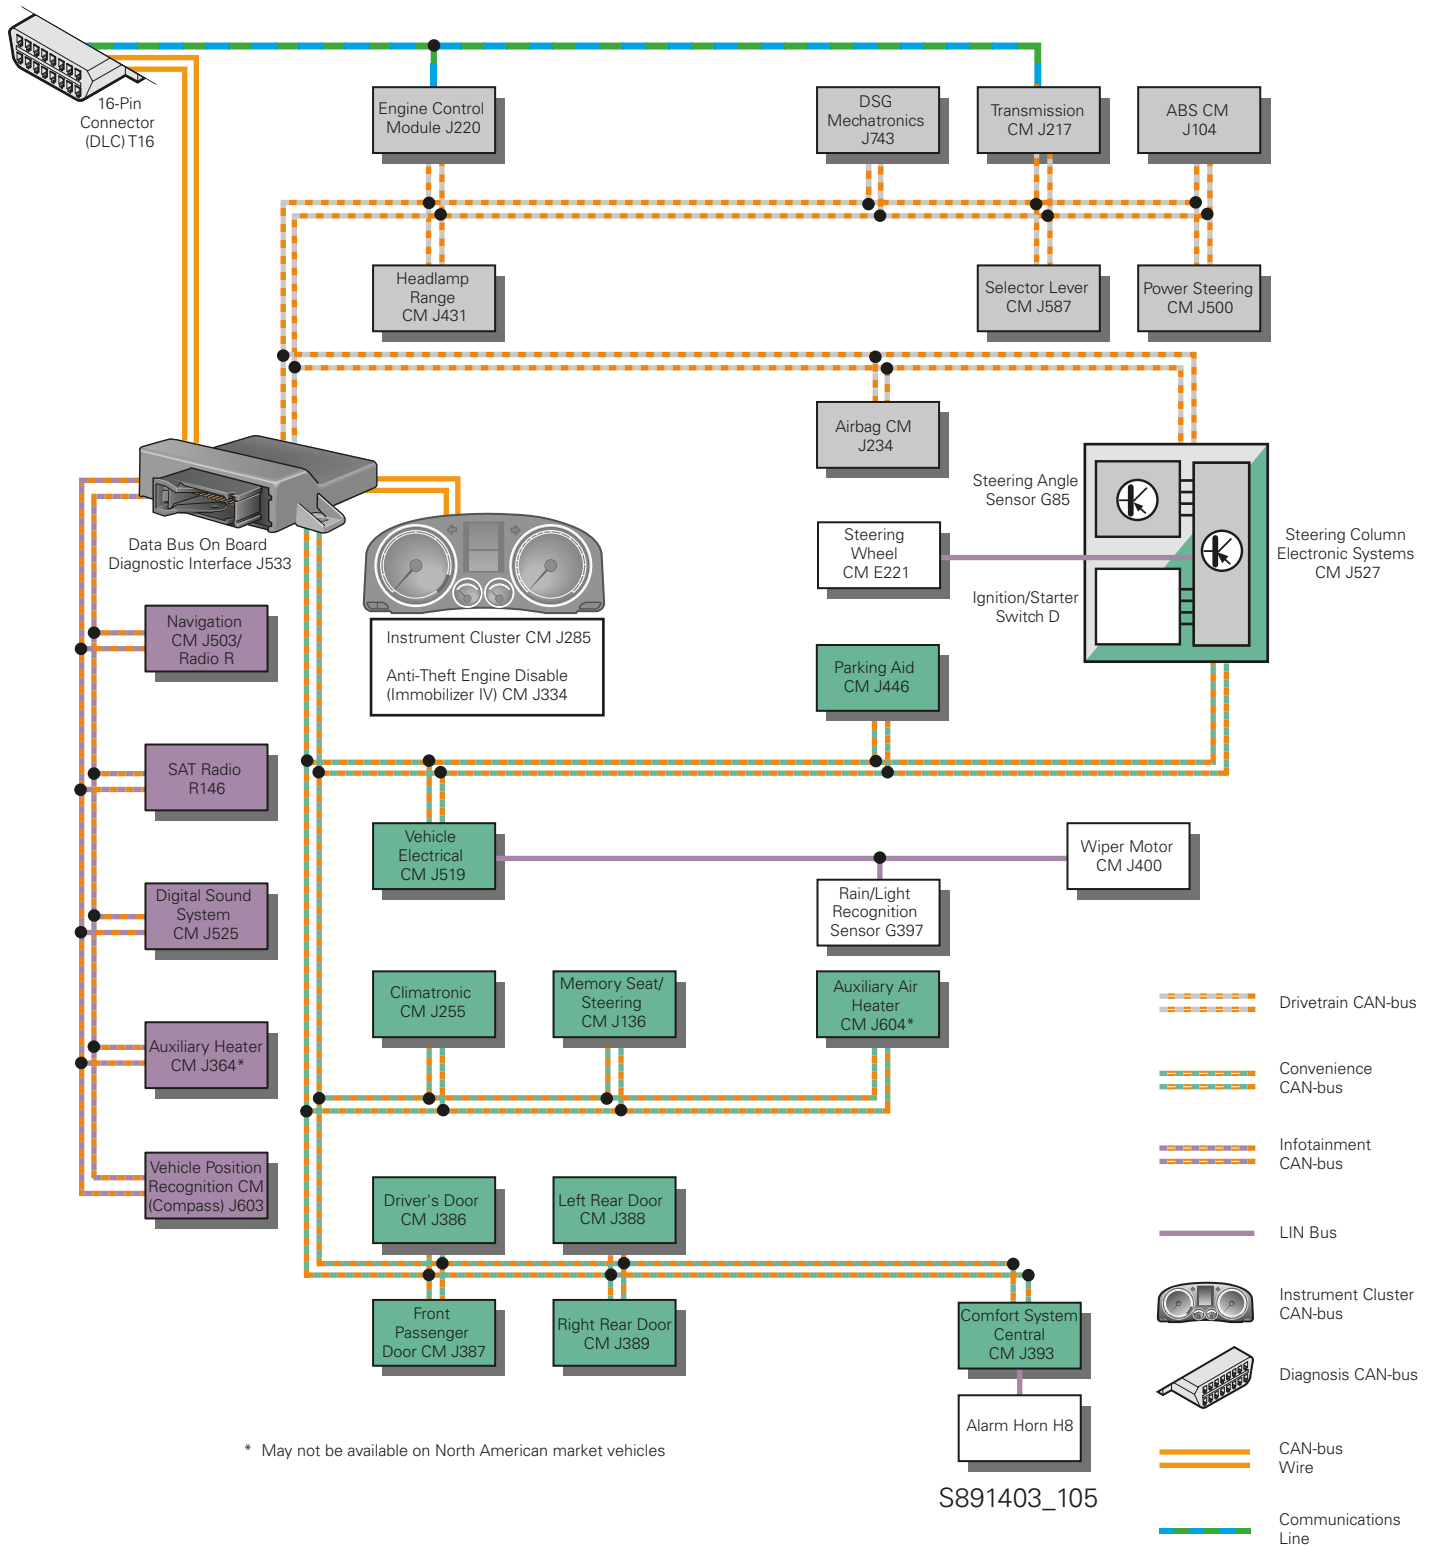 16-Pin
Connector
(DLC) T16
Engine Control
Module J220
DSG
Mechatronics
J743
Transmission
CM J217
ABS CM
J104
Headlamp
Range
CM J431
Selector Lever
CM J587
Power Steering
CM J500
Airbag CM
J234
Steering Angle
Sensor G85
Steering
Wheel
CM E221
Ignition/Starter
Switch D
Steering Column
Electronic Systems
CM J527
Data Bus On Board
Diagnostic Interface J533
Instrument Cluster CM J285
Anti-Theft Engine Disable
(Immobilizer IV) CM J334
Navigation
CM J503/
Radio R
Parking Aid
CM J446
SAT Radio
R146
Vehicle
Electrical
CM J519
Wiper Motor
CM J400
Rain/Light
Recognition
Sensor G397
Digital Sound
System
CM J525
Climatronic
CM J255
Memory Seat/
Steering
CM J136
Auxiliary Air
Heater
CM J604*
Auxiliary Heater
CM J364*
Vehicle Position
Recognition CM
(Compass) J603
Driver's Door
CM J386
Left Rear Door
CM J388
Front
Passenger
Door CM J387
Right Rear Door
CM J389
Comfort System
Central
CM J393
Alarm Horn H8
Drivetrain CAN-bus
Convenience
CAN-bus
Infotainment
CAN-bus
LIN Bus
Instrument Cluster
CAN-bus
Diagnosis CAN-bus
CAN-bus
Wire
Communications
Line
* May not be available on North American market vehicles
S891403_105